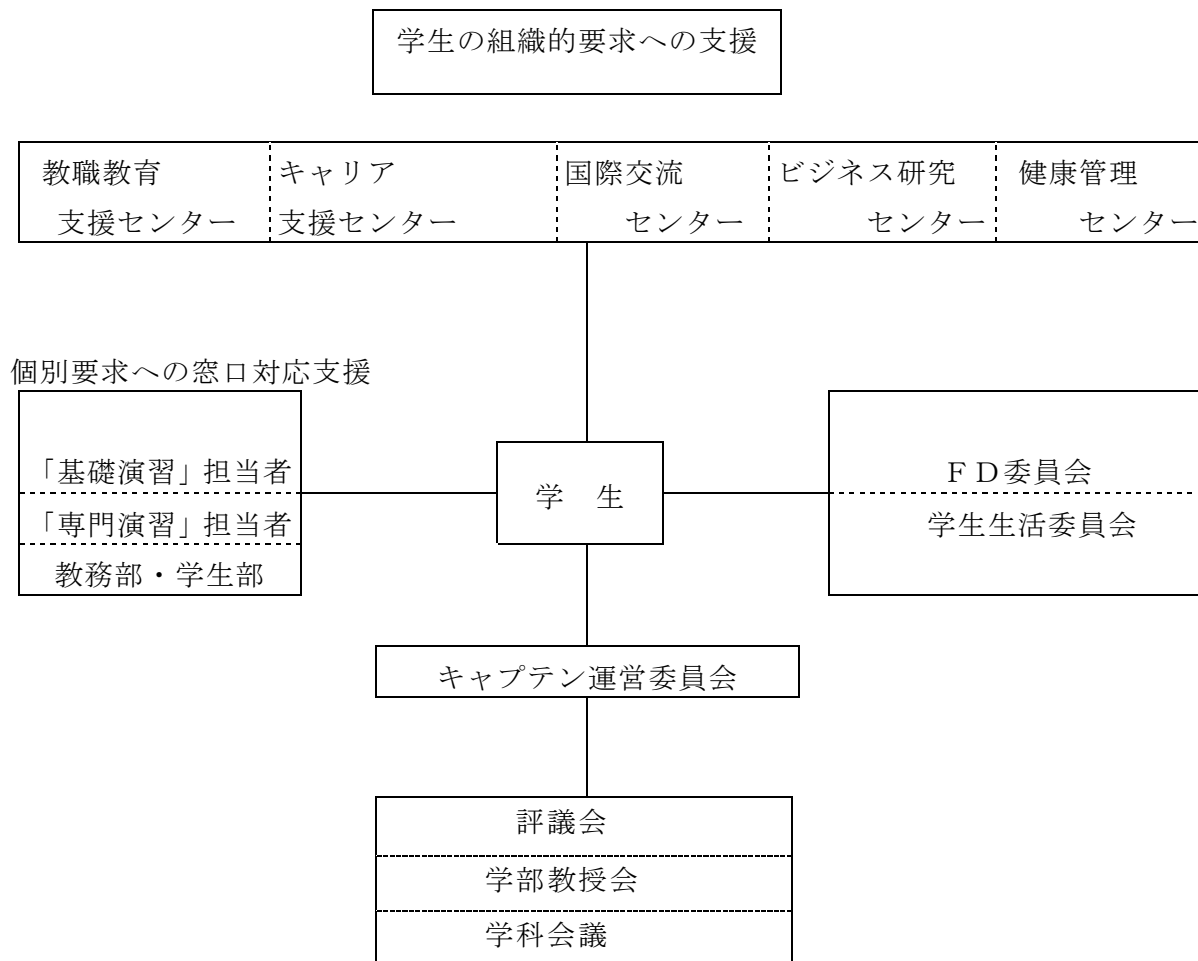 学生の組織的要求への支援
教職教育 キャリア 国際交流 ビジネス研究 健康管理
支援センター 支援センター センター センター センター
個別要求への窓口対応支援
「基礎演習」担当者
「専門演習」担当者
教務部・学生部
学 生
ＦＤ委員会
学生生活委員会
キャプテン運営委員会
評議会
学部教授会
学科会議